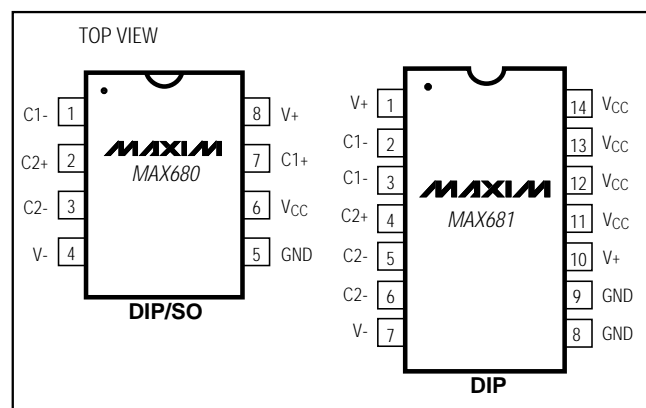 TOP VIEW
C1- 1
C2+ 2
C2- 3
V- 4
8 V+
7 C1+
6 VCC
5 GND
MAXIM
MAX680
DIP/SO
V+ 1
C1- 2
C1- 3
C2+ 4
C2- 5
C2- 6
V- 7
14 VCC
13 VCC
12 VCC
11 VCC
10 V+
9 GND
8 GND
MAXIM
MAX681
DIP